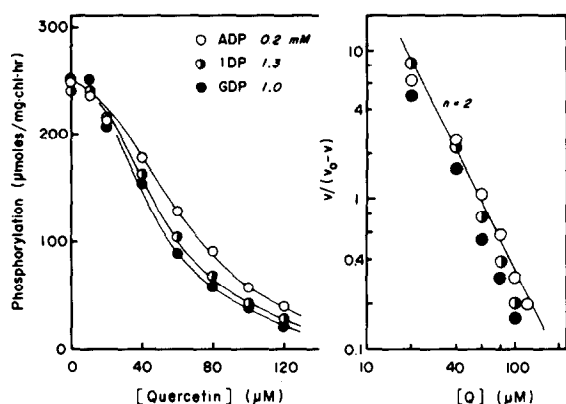 300
200
100
0
Phosphorylation (μmoles/mg·chl·hr)
○ ADP 0.2 mM
◑ IDP 1.3
● GDP 1.0
0 40 80 120
[Quercetin] (μM)
10
4
1
0.4
0.1
v/(v₀-v)
n = 2
10 40 100
[Q] (μM)